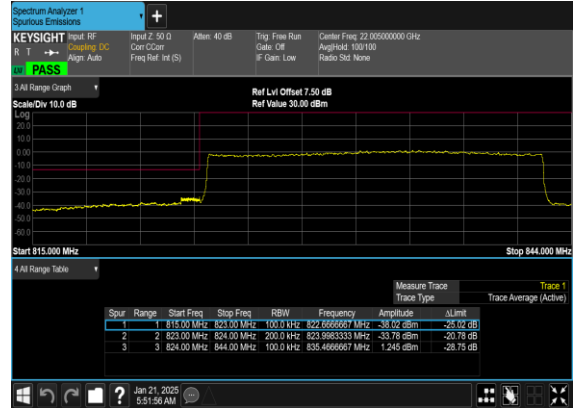 Spectrum Analyzer 1
Spurious Emissions
KEYSIGHT Input: RF Input Z: 50 Ω Atten: 40 dB Trig: Free Run Center Freq: 22.005000000 GHz
R T Coupling: DC Corr CCorr Gate: Off Avg|Hold: 100/100
Align: Auto Freq Ref: Int (S) IF Gain: Low Radio Std: None
PASS
3 All Range Graph Ref Lvl Offset 7.50 dB
Scale/Div 10.0 dB Ref Value 30.00 dBm
Log
20.0
10.0
0.00
-10.0
-20.0
-30.0
-40.0
-50.0
-60.0
Start 815.000 MHz Stop 844.000 MHz
4 All Range Table
Measure Trace Trace 1
Trace Type Trace Average (Active)
Spur Range Start Freq Stop Freq RBW Frequency Amplitude ΔLimit
1 1 815.00 MHz 823.00 MHz 100.0 kHz 822.6666667 MHz -38.02 dBm -25.02 dB
2 2 823.00 MHz 824.00 MHz 200.0 kHz 823.9983333 MHz -33.78 dBm -20.78 dB
3 3 824.00 MHz 844.00 MHz 100.0 kHz 835.4666667 MHz 1.245 dBm -28.75 dB
? Jan 21, 2025
5:51:56 AM